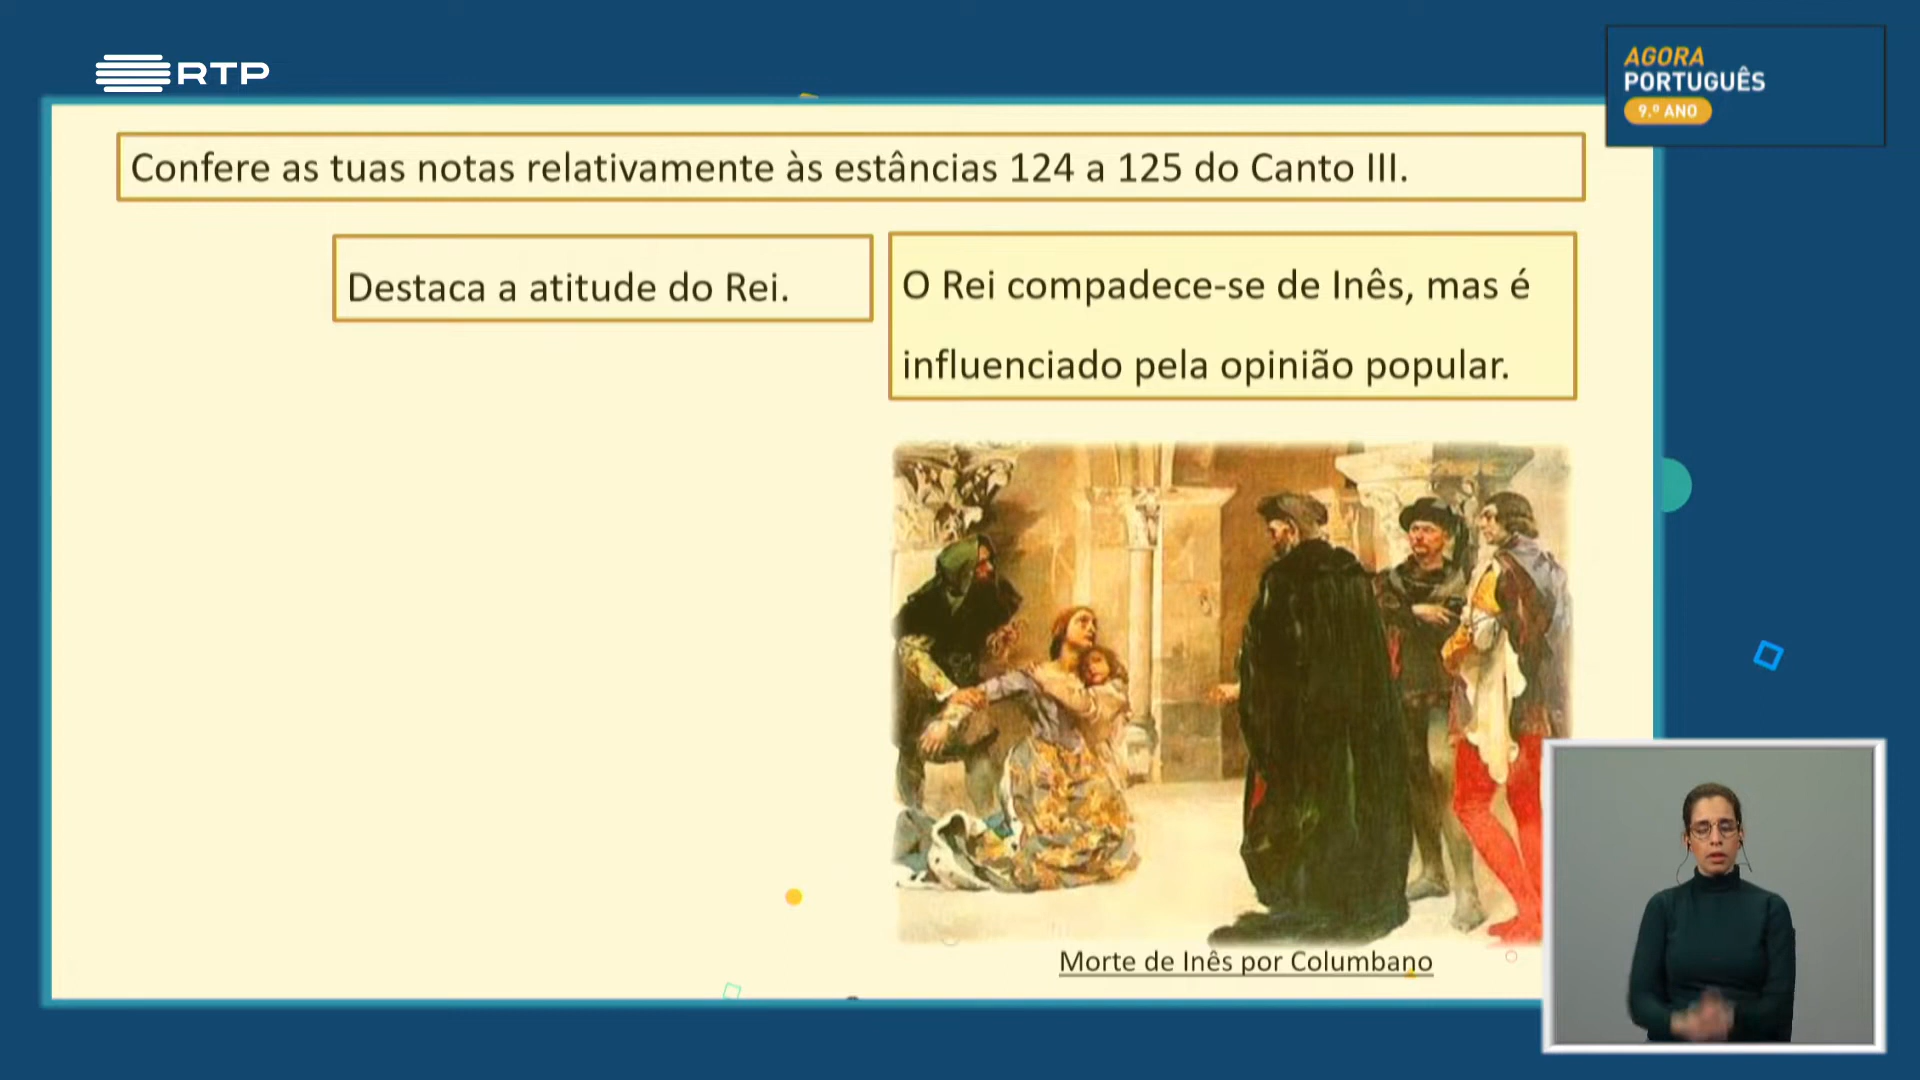 RTP
AGORA
PORTUGUÊS
9.º ANO
Confere as tuas notas relativamente às estâncias 124 a 125 do Canto III.
Destaca a atitude do Rei.
O Rei compadece-se de Inês, mas é
influenciado pela opinião popular.
Morte de Inês por Columbano